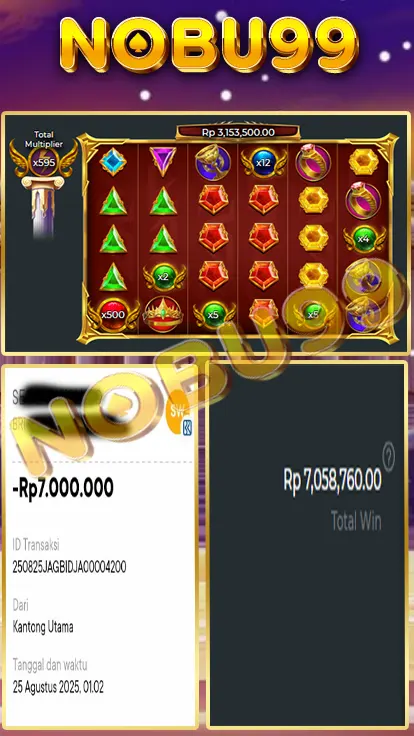 NOBU99
Rp 3,153,500.00
Total
Multiplier
x595
x12
x4
x2
x500
x5
x5
NOBU99
SW
-Rp7.000.000
ID Transaksi
250825JAGBIDJA00004200
Dari
Kantong Utama
Tanggal dan waktu
25 Agustus 2025, 01.02
?
Rp 7,058,760.00
Total Win